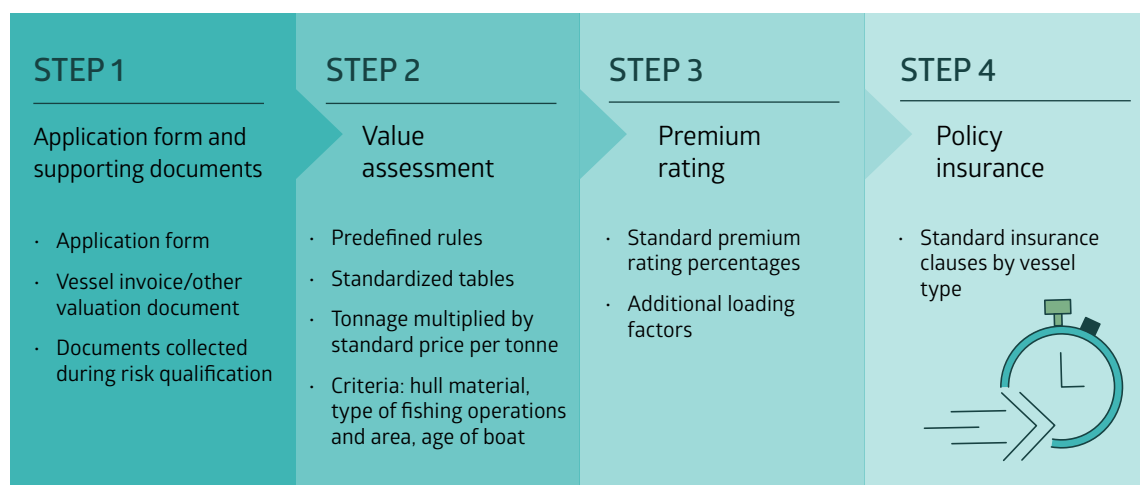 STEP 1
Application form and
supporting documents
· Application form
· Vessel invoice/other
valuation document
· Documents collected
during risk qualification
STEP 2
Value
assessment
· Predefined rules
· Standardized tables
· Tonnage multiplied by
standard price per tonne
· Criteria: hull material,
type of fishing operations
and area, age of boat
STEP 3
Premium
rating
· Standard premium
rating percentages
· Additional loading
factors
STEP 4
Policy
insurance
· Standard insurance
clauses by vessel
type